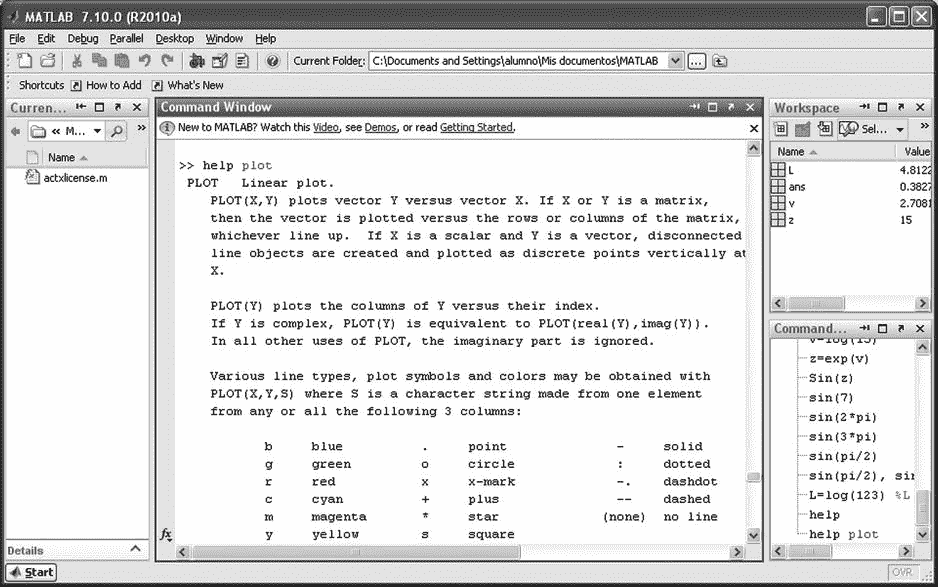 MATLAB 7.10.0 (R2010a)
File Edit Debug Parallel Desktop Window Help
Current Folder: C:\Documents and Settings\alumno\Mis documentos\MATLAB ...
Shortcuts How to Add What's New
Curren...
« M... »
Name
actxlicense.m
Details
Command Window
New to MATLAB? Watch this Video, see Demos, or read Getting Started.
>> help plot
PLOT Linear plot.
PLOT(X,Y) plots vector Y versus vector X. If X or Y is a matrix,
then the vector is plotted versus the rows or columns of the matrix,
whichever line up. If X is a scalar and Y is a vector, disconnected
line objects are created and plotted as discrete points vertically at
X.
PLOT(Y) plots the columns of Y versus their index.
If Y is complex, PLOT(Y) is equivalent to PLOT(real(Y),imag(Y)).
In all other uses of PLOT, the imaginary part is ignored.
Various line types, plot symbols and colors may be obtained with
PLOT(X,Y,S) where S is a character string made from one element
from any or all the following 3 columns:
b blue . point - solid
g green o circle : dotted
r red x x-mark -. dashdot
c cyan + plus -- dashed
m magenta * star (none) no line
y yellow s square
fx
Workspace
Sel... »
Name Value
L 4.8122
ans 0.3827
v 2.7081
z 15
Command...
v=log(15)
z=exp(v)
Sin(z)
sin(7)
sin(2*pi)
sin(3*pi)
sin(pi/2)
sin(pi/2), sin
L=log(123) %L
help
help plot
Start
OVR